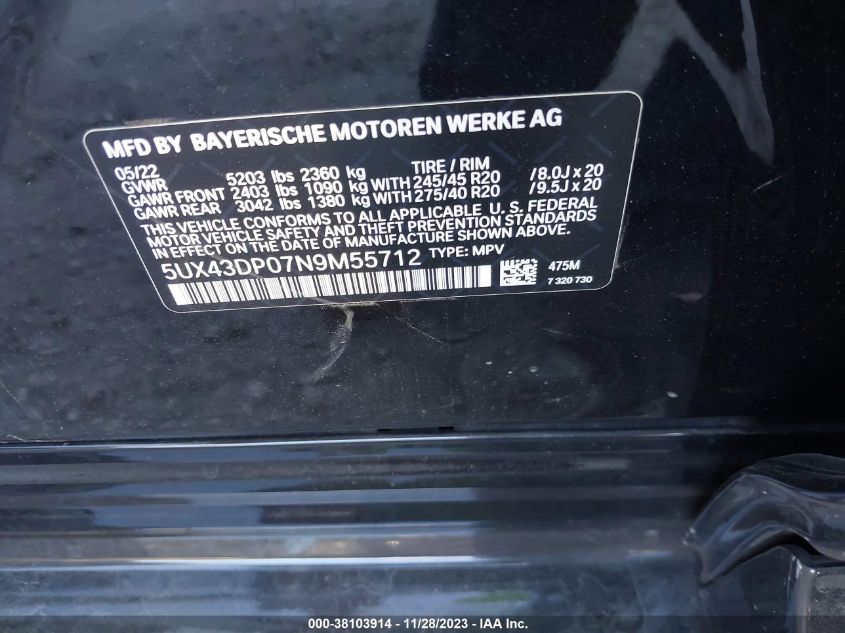 MFD BY BAYERISCHE MOTOREN WERKE AG
05/22 TIRE / RIM
GVWR 5203 lbs 2360 kg
GAWR FRONT 2403 lbs 1090 kg WITH 245/45 R20 /8.0J x 20
GAWR REAR 3042 lbs 1380 kg WITH 275/40 R20 /9.5J x 20
THIS VEHICLE CONFORMS TO ALL APPLICABLE U. S. FEDERAL
MOTOR VEHICLE SAFETY AND THEFT PREVENTION STANDARDS
IN EFFECT ON THE DATE OF MANUFACTURE SHOWN ABOVE.
5UX43DP07N9M55712 TYPE: MPV
475M
7 320 730
000-38103914 - 11/28/2023 - IAA Inc.